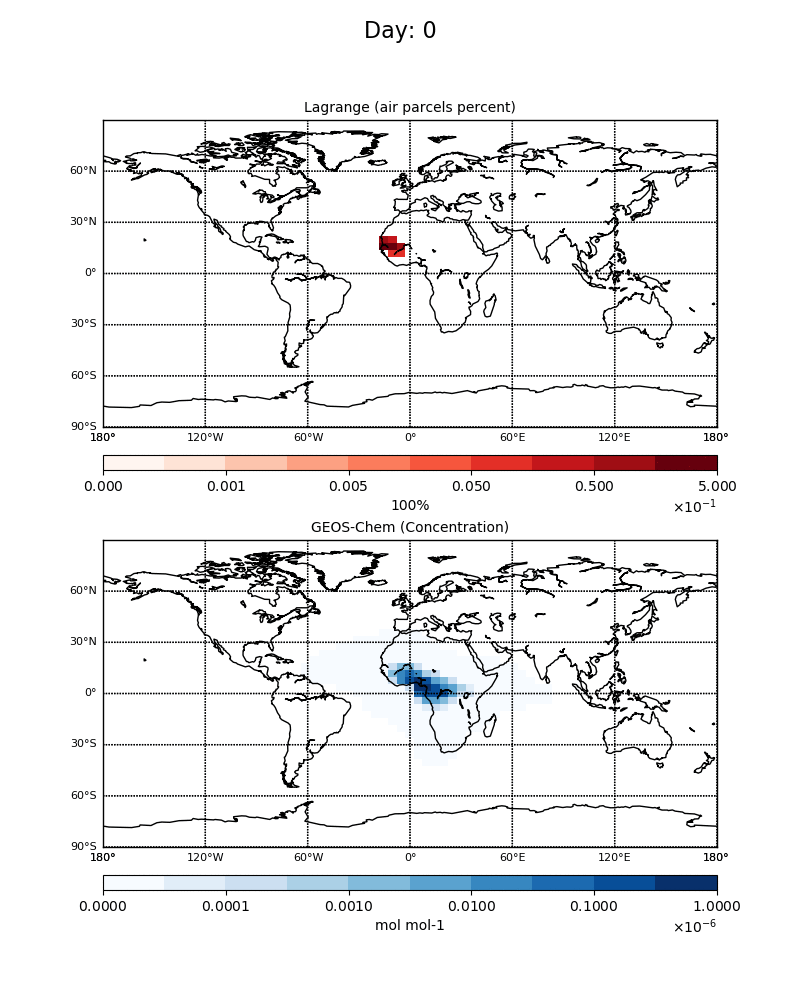 Day: 0
Lagrange (air parcels percent)
60°N
30°N
0°
30°S
60°S
90°S
180° 120°W 60°W 0° 60°E 120°E 180°
0.000 0.001 0.005 0.050 0.500 5.000
100% ×10⁻¹
GEOS-Chem (Concentration)
60°N
30°N
0°
30°S
60°S
90°S
180° 120°W 60°W 0° 60°E 120°E 180°
0.0000 0.0001 0.0010 0.0100 0.1000 1.0000
mol mol-1 ×10⁻⁶